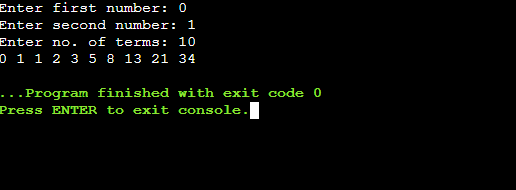 Enter first number: 0
Enter second number: 1
Enter no. of terms: 10
0 1 1 2 3 5 8 13 21 34
...Program finished with exit code 0
Press ENTER to exit console.